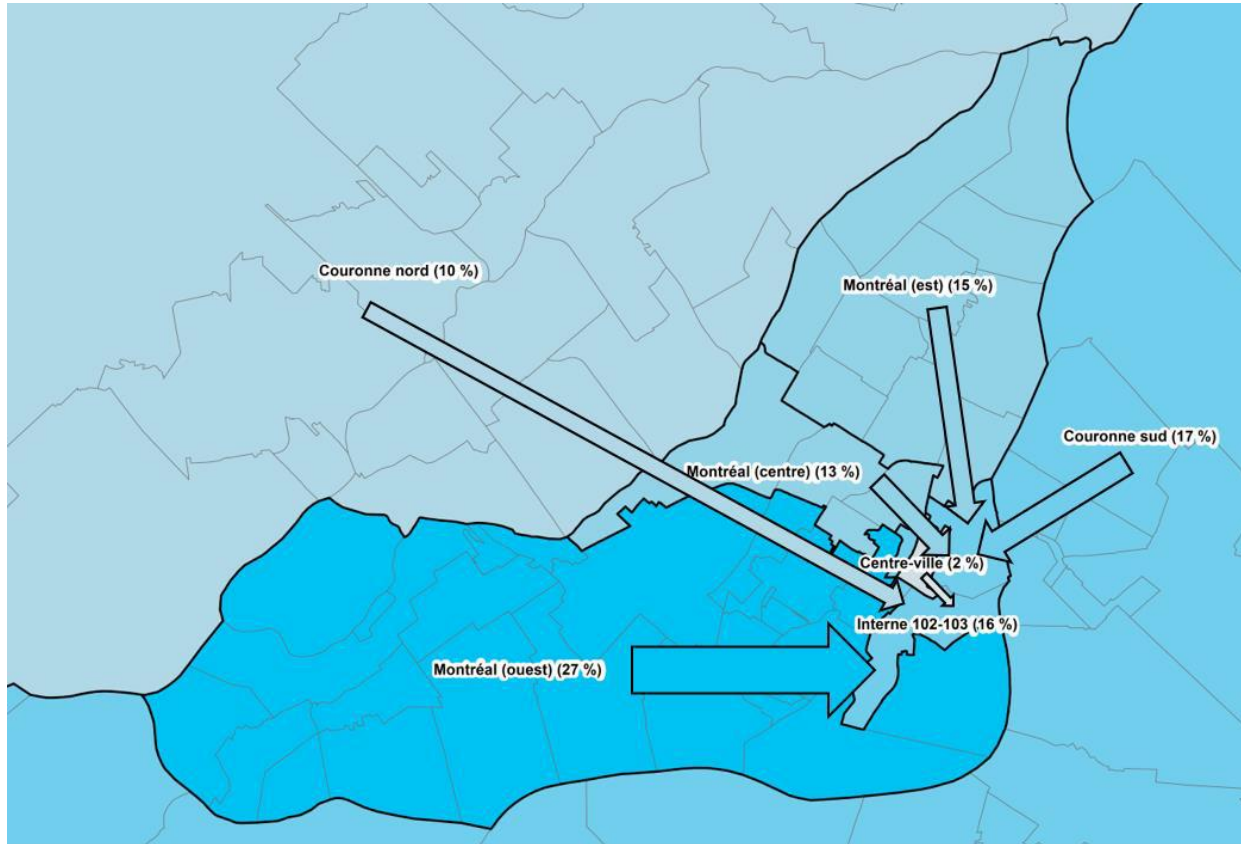 Couronne nord (10 %)
Montréal (est) (15 %)
Couronne sud (17 %)
Montréal (centre) (13 %)
Centre-ville (2 %)
Interne 102-103 (16 %)
Montréal (ouest) (27 %)